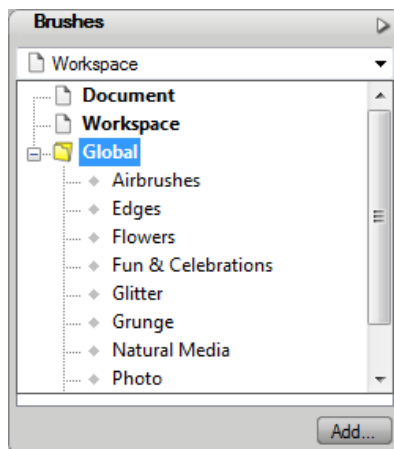 Brushes
Workspace
Document
Workspace
Global
Airbrushes
Edges
Flowers
Fun & Celebrations
Glitter
Grunge
Natural Media
Photo
Add...